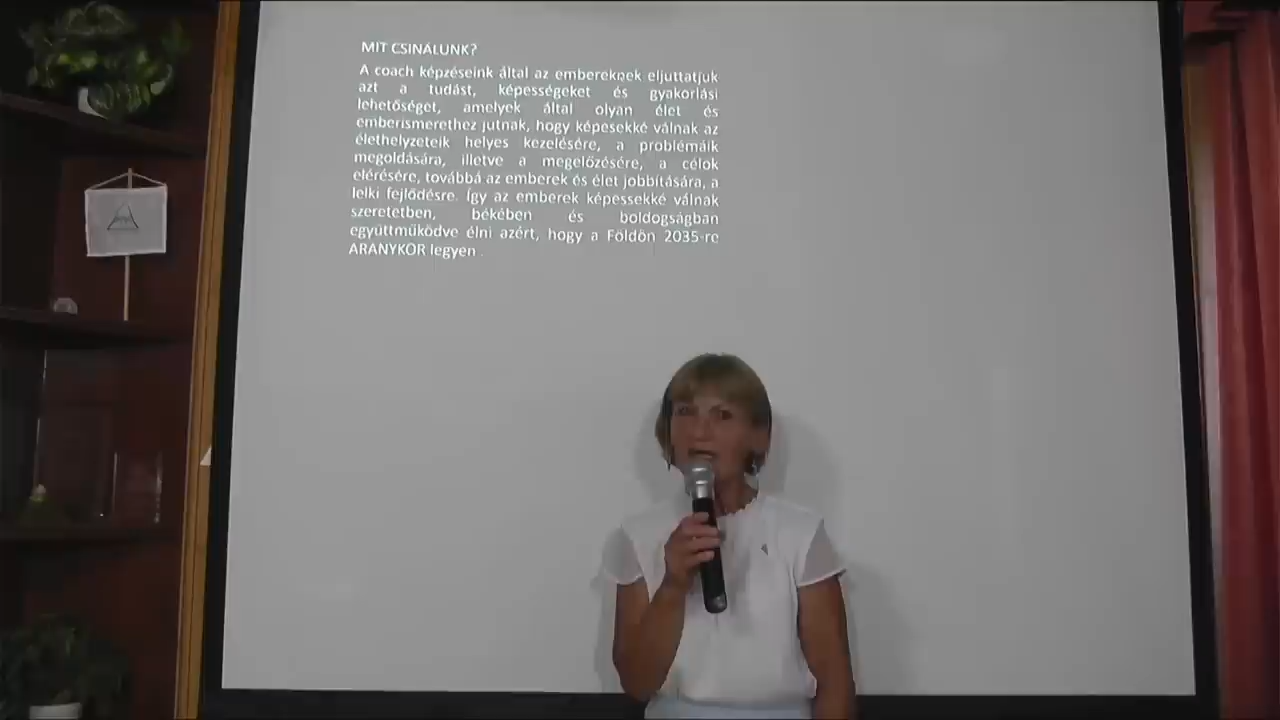 MIT CSINÁLUNK?
A coach képzéseink által az embereknek eljuttatjuk
azt a tudást, képességeket és gyakorlási
lehetőséget, amelyek által olyan élet és
emberismerethez jutnak, hogy képesekké válnak az
élethelyzeteik helyes kezelésére, a problémáik
megoldására, illetve a megelőzésére, a célok
elérésére, továbbá az emberek és élet jobbítására, a
lelki fejlődésre. Így az emberek képessekké válnak
szeretetben, békében és boldogságban
együttműködve élni azért, hogy a Földön 2035-re
ARANYKOR legyen .